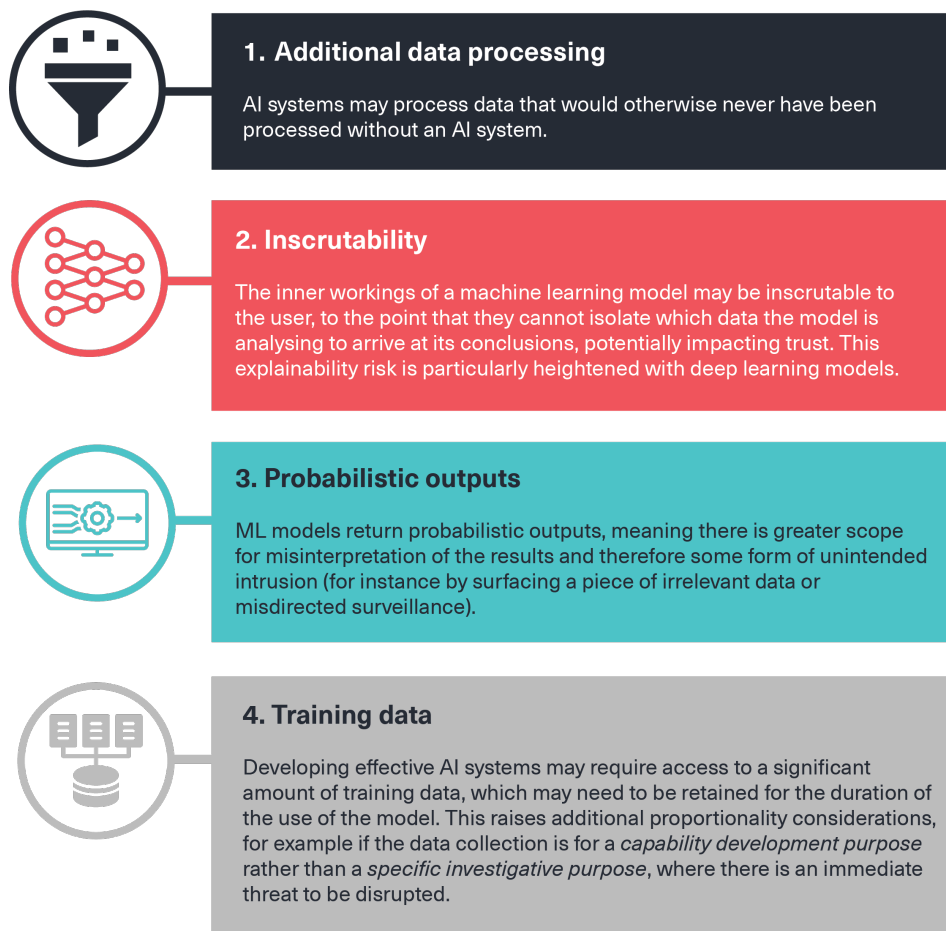 1. Additional data processing
AI systems may process data that would otherwise never have been
processed without an AI system.
2. Inscrutability
The inner workings of a machine learning model may be inscrutable to
the user, to the point that they cannot isolate which data the model is
analysing to arrive at its conclusions, potentially impacting trust. This
explainability risk is particularly heightened with deep learning models.
3. Probabilistic outputs
ML models return probabilistic outputs, meaning there is greater scope
for misinterpretation of the results and therefore some form of unintended
intrusion (for instance by surfacing a piece of irrelevant data or
misdirected surveillance).
4. Training data
Developing effective AI systems may require access to a significant
amount of training data, which may need to be retained for the duration of
the use of the model. This raises additional proportionality considerations,
for example if the data collection is for a capability development purpose
rather than a specific investigative purpose, where there is an immediate
threat to be disrupted.